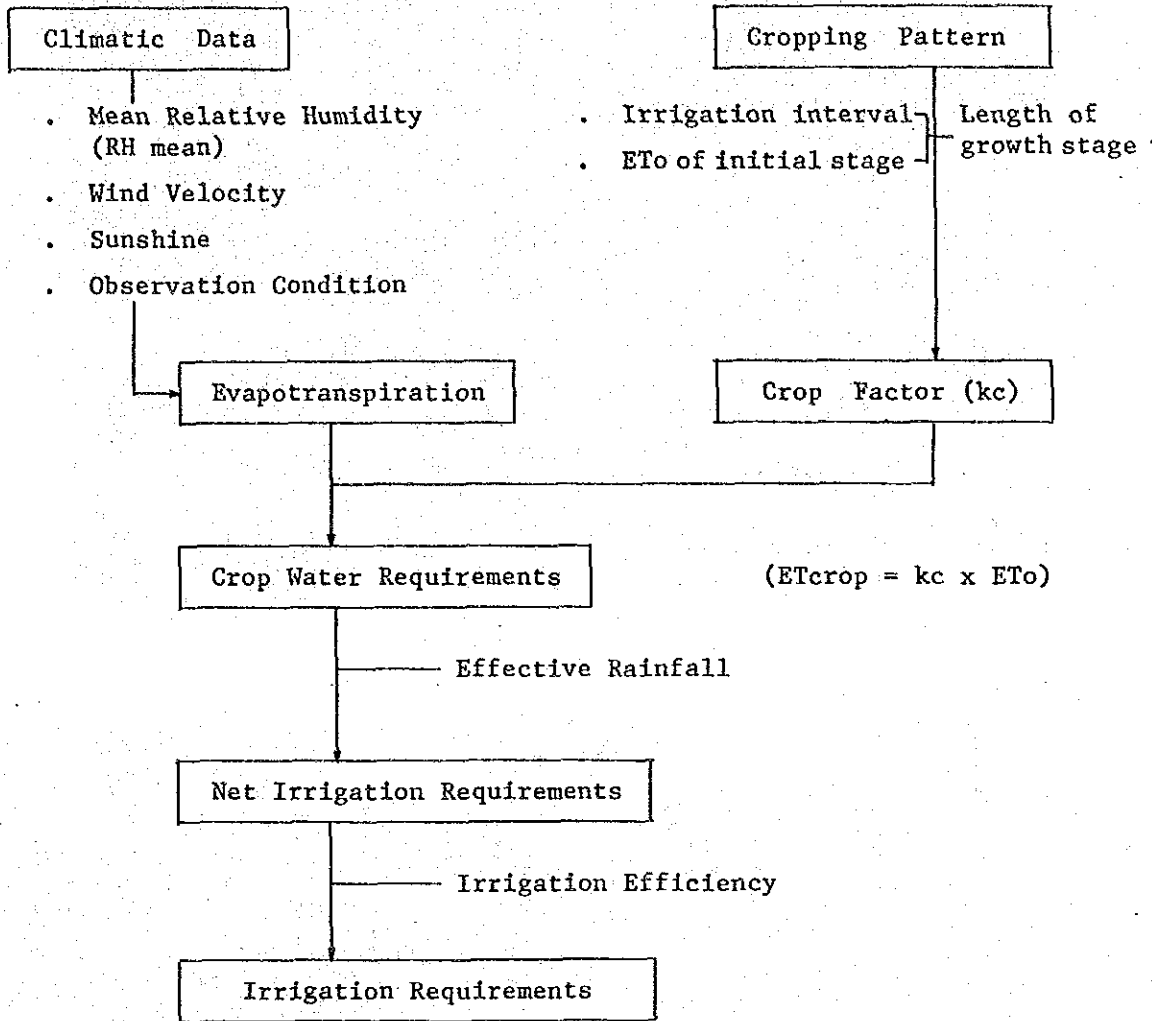 Climatic Data
Cropping Pattern
. Mean Relative Humidity
(RH mean)
. Wind Velocity
. Sunshine
. Observation Condition
. Irrigation interval
. ETo of initial stage
Length of
growth stage
Evapotranspiration
Crop Factor (kc)
Crop Water Requirements
(ETcrop = kc x ETo)
Effective Rainfall
Net Irrigation Requirements
Irrigation Efficiency
Irrigation Requirements